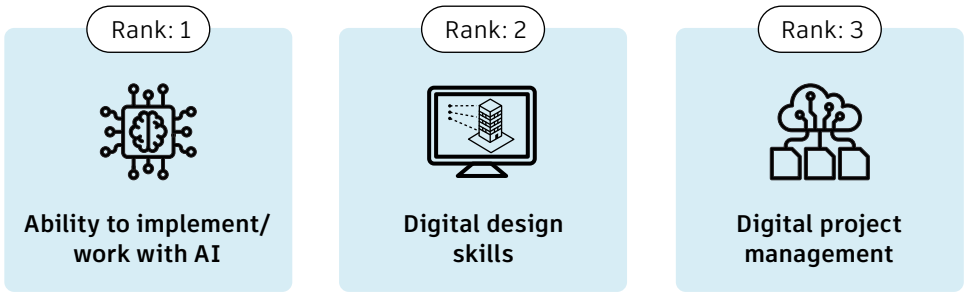 Rank: 1
Ability to implement/
work with AI
Rank: 2
Digital design
skills
Rank: 3
Digital project
management